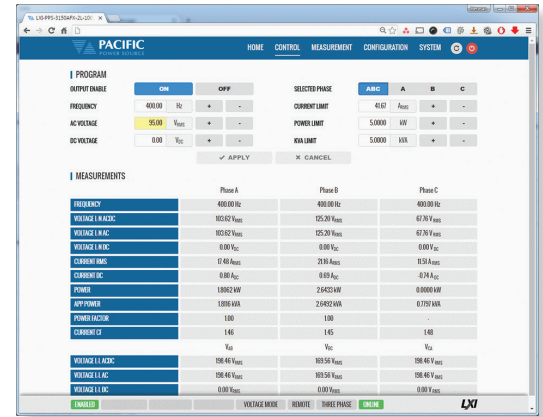 LXI-PPS-3150AFX-2L-10(
PACIFIC
POWER SOURCE
HOME CONTROL MEASUREMENT CONFIGURATION SYSTEM
PROGRAM
OUTPUT ENABLE ON OFF SELECTED PHASE ABC A B C
FREQUENCY 400.00 Hz + - CURRENT LIMIT 41.67 ARMS + -
AC VOLTAGE 95.00 VRMS + - POWER LIMIT 5.0000 kW + -
DC VOLTAGE 0.00 VDC + - KVA LIMIT 5.0000 kVA + -
✓ APPLY × CANCEL
MEASUREMENTS
Phase A Phase B Phase C
FREQUENCY 400.00 Hz 400.00 Hz 400.00 Hz
VOLTAGE L N ACDC 103.62 VRMS 125.20 VRMS 67.76 VRMS
VOLTAGE L N AC 103.62 VRMS 125.20 VRMS 67.76 VRMS
VOLTAGE L N DC 0.00 VDC 0.00 VDC 0.00 VDC
CURRENT RMS 17.48 ARMS 21.16 ARMS 11.51 ARMS
CURRENT DC 0.80 ADC 0.69 ADC -0.74 ADC
POWER 1.8062 kW 2.6433 kW 0.0000 kW
APP POWER 1.8116 kVA 2.6492 kVA 0.7797 kVA
POWER FACTOR 1.00 1.00 -
CURRENT CF 1.46 1.45 1.48
VAB VBC VCA
VOLTAGE L L ACDC 198.46 VRMS 169.56 VRMS 198.46 VRMS
VOLTAGE L L AC 198.46 VRMS 169.56 VRMS 198.46 VRMS
VOLTAGE L L DC 0.00 VRMS 0.00 VRMS 0.00 VRMS
ENABLED VOLTAGE MODE REMOTE THREE PHASE ONLINE LXI